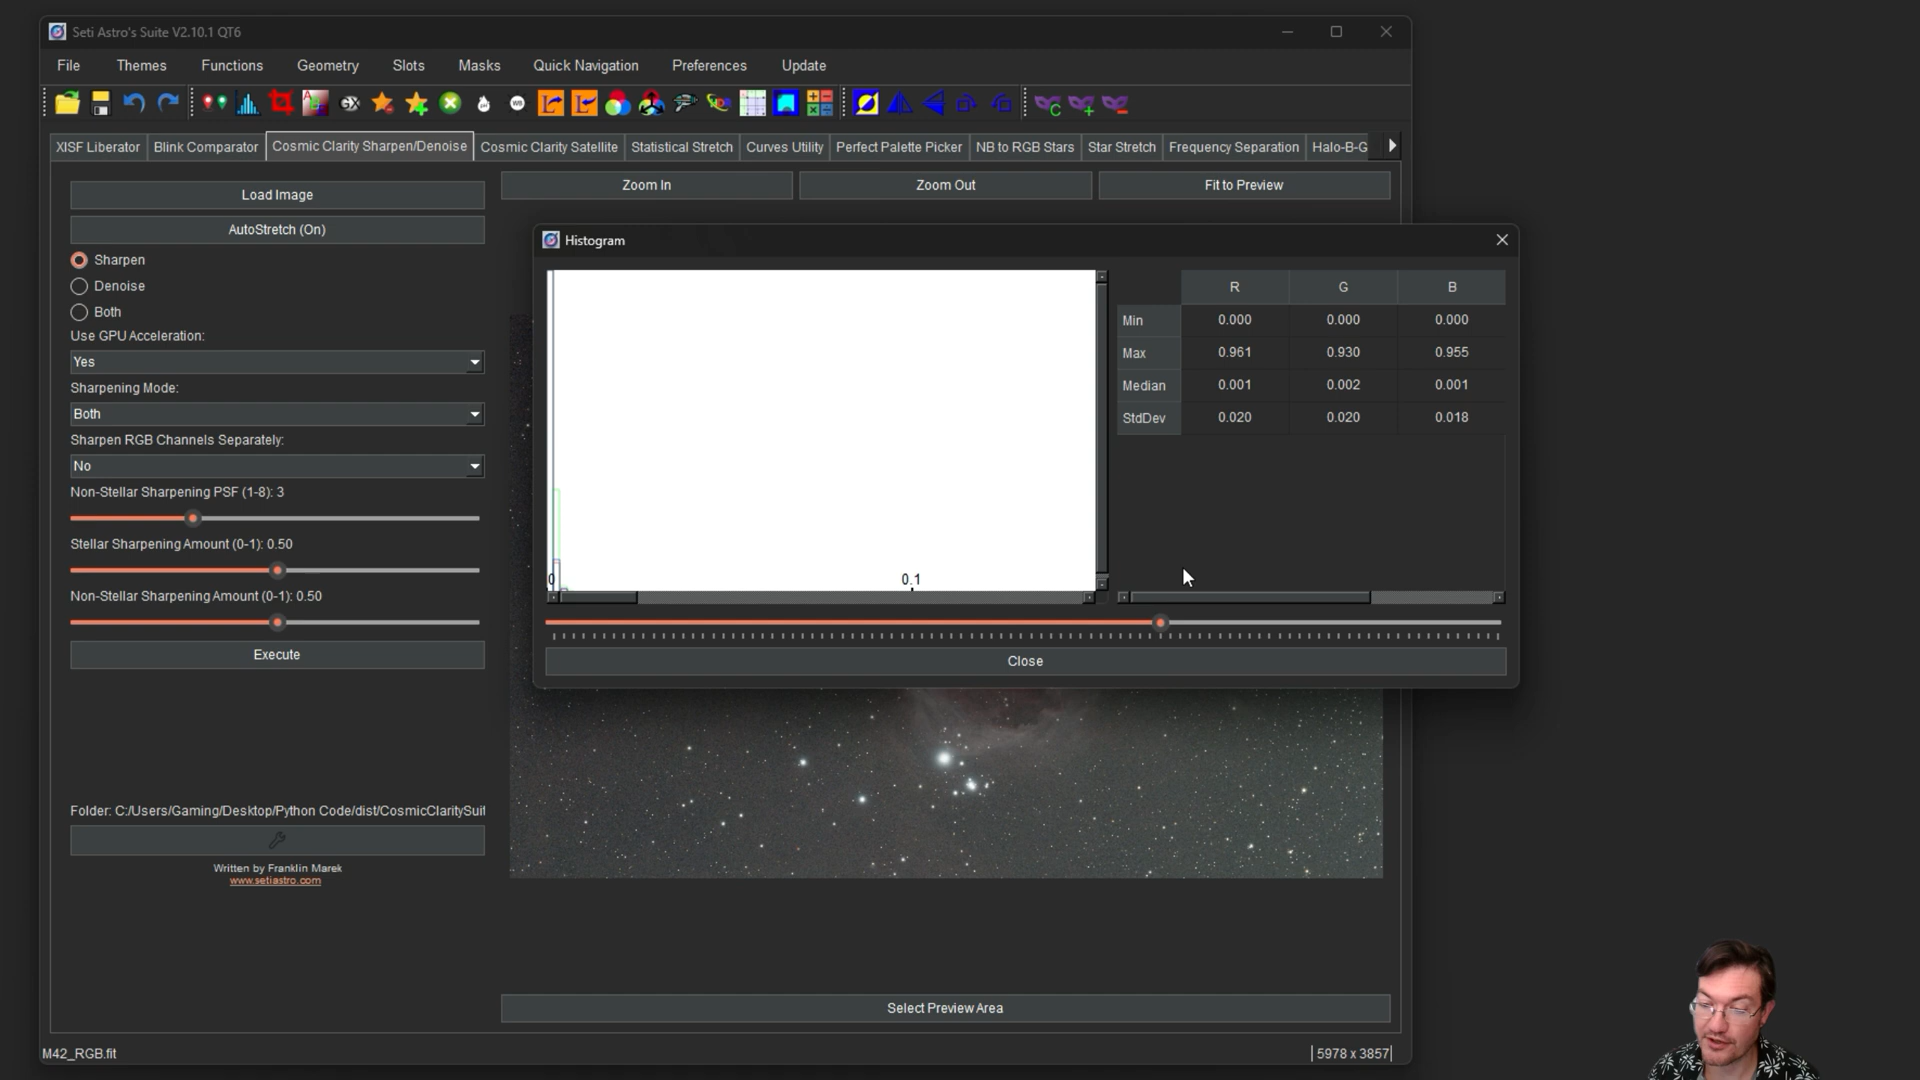 Seti Astro's Suite V2.10.1 QT6
File Themes Functions Geometry Slots Masks Quick Navigation Preferences Update
XISF Liberator Blink Comparator Cosmic Clarity Sharpen/Denoise Cosmic Clarity Satellite Statistical Stretch Curves Utility Perfect Palette Picker NB to RGB Stars Star Stretch Frequency Separation Halo-B-G
Load Image
Zoom In Zoom Out Fit to Preview
AutoStretch (On)
Sharpen
Denoise
Both
Use GPU Acceleration:
Yes
Sharpening Mode:
Both
Sharpen RGB Channels Separately:
No
Non-Stellar Sharpening PSF (1-8): 3
Stellar Sharpening Amount (0-1): 0.50
Non-Stellar Sharpening Amount (0-1): 0.50
Execute
Folder: C:/Users/Gaming/Desktop/Python Code/dist/CosmicClaritySuit
Written by Franklin Marek
www.setiastro.com
Histogram
R G B
Min 0.000 0.000 0.000
Max 0.961 0.930 0.955
Median 0.001 0.002 0.001
StdDev 0.020 0.020 0.018
0 0.1
Close
Select Preview Area
M42_RGB.fit
5978 x 3857